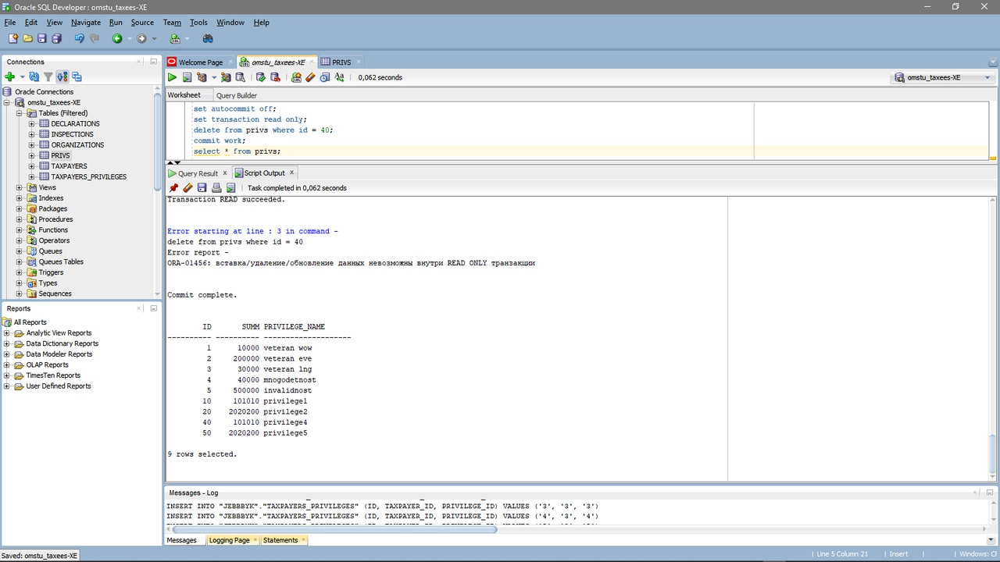 Oracle SQL Developer : omstu_taxees-XE
File Edit View Navigate Run Source Team Tools Window Help
Connections
Oracle Connections
omstu_taxees-XE
Tables (Filtered)
DECLARATIONS
INSPECTIONS
ORGANIZATIONS
PRIVS
TAXPAYERS
TAXPAYERS_PRIVILEGES
Views
Indexes
Packages
Procedures
Functions
Operators
Queues
Queues Tables
Triggers
Types
Sequences
Reports
All Reports
Analytic View Reports
Data Dictionary Reports
Data Modeler Reports
OLAP Reports
TimesTen Reports
User Defined Reports
Welcome Page omstu_taxees-XE PRIVS
0,062 seconds omstu_taxees-XE
Worksheet Query Builder
set autocommit off;
set transaction read only;
delete from privs where id = 40;
commit work;
select * from privs;
Query Result Script Output
Task completed in 0,062 seconds
Transaction READ succeeded.
Error starting at line : 3 in command -
delete from privs where id = 40
Error report -
ORA-01456: вставка/удаление/обновление данных невозможны внутри READ ONLY транзакции
Commit complete.
ID SUMM PRIVILEGE_NAME
---------- ---------- -------------------
1 10000 veteran wow
2 200000 veteran eve
3 30000 veteran lng
4 40000 mnogodetnost
5 500000 invalidnost
10 101010 privilege1
20 2020200 privilege2
40 101010 privilege4
50 2020200 privilege5
9 rows selected.
Messages - Log
INSERT INTO "JEBBBYK"."TAXPAYERS_PRIVILEGES" (ID, TAXPAYER_ID, PRIVILEGE_ID) VALUES ('3', '3', '3')
INSERT INTO "JEBBBYK"."TAXPAYERS_PRIVILEGES" (ID, TAXPAYER_ID, PRIVILEGE_ID) VALUES ('4', '3', '4')
Messages Logging Page Statements
Saved: omstu_taxees-XE
Line 5 Column 21 Insert Windows: Cl